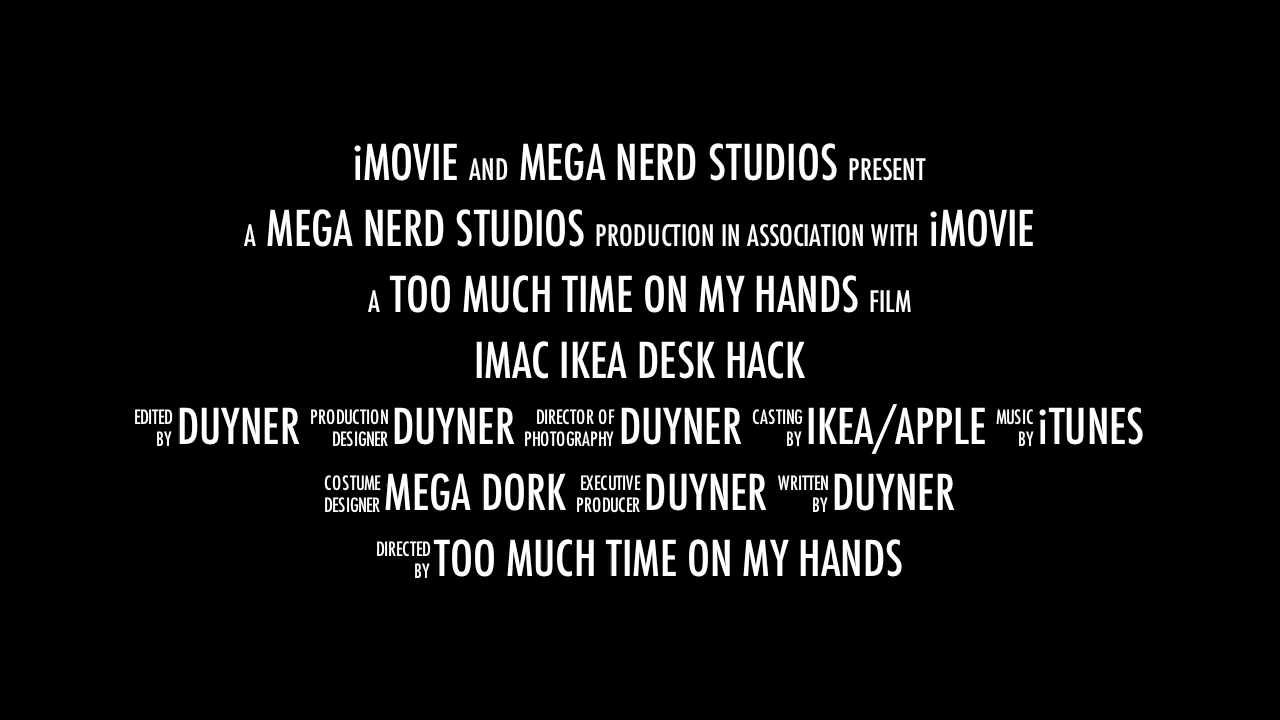 iMOVIE AND MEGA NERD STUDIOS PRESENT
A MEGA NERD STUDIOS PRODUCTION IN ASSOCIATION WITH iMOVIE
A TOO MUCH TIME ON MY HANDS FILM
IMAC IKEA DESK HACK
EDITED BY DUYNER PRODUCTION DESIGNER DUYNER DIRECTOR OF PHOTOGRAPHY DUYNER CASTING BY IKEA/APPLE MUSIC BY iTUNES
COSTUME DESIGNER MEGA DORK EXECUTIVE PRODUCER DUYNER WRITTEN BY DUYNER
DIRECTED BY TOO MUCH TIME ON MY HANDS